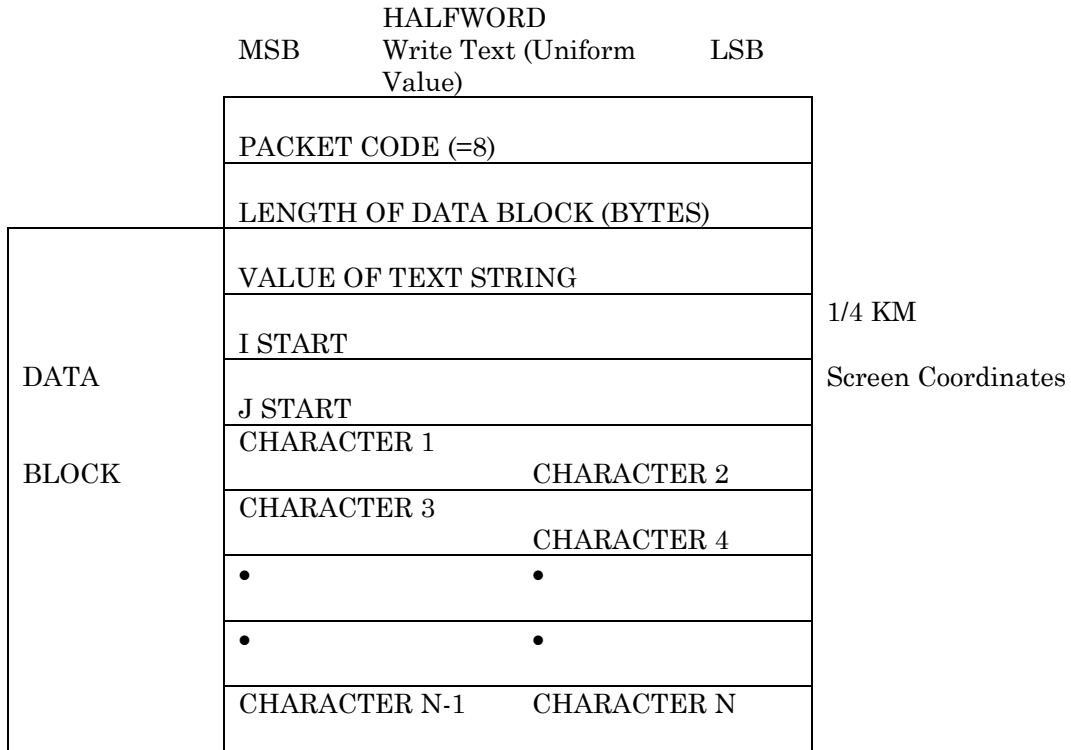 HALFWORD
MSB Write Text (Uniform LSB
Value)
PACKET CODE (=8)
LENGTH OF DATA BLOCK (BYTES)
VALUE OF TEXT STRING
1/4 KM
I START
DATA Screen Coordinates
J START
CHARACTER 1
BLOCK CHARACTER 2
CHARACTER 3
CHARACTER 4
• •
• •
CHARACTER N-1 CHARACTER N